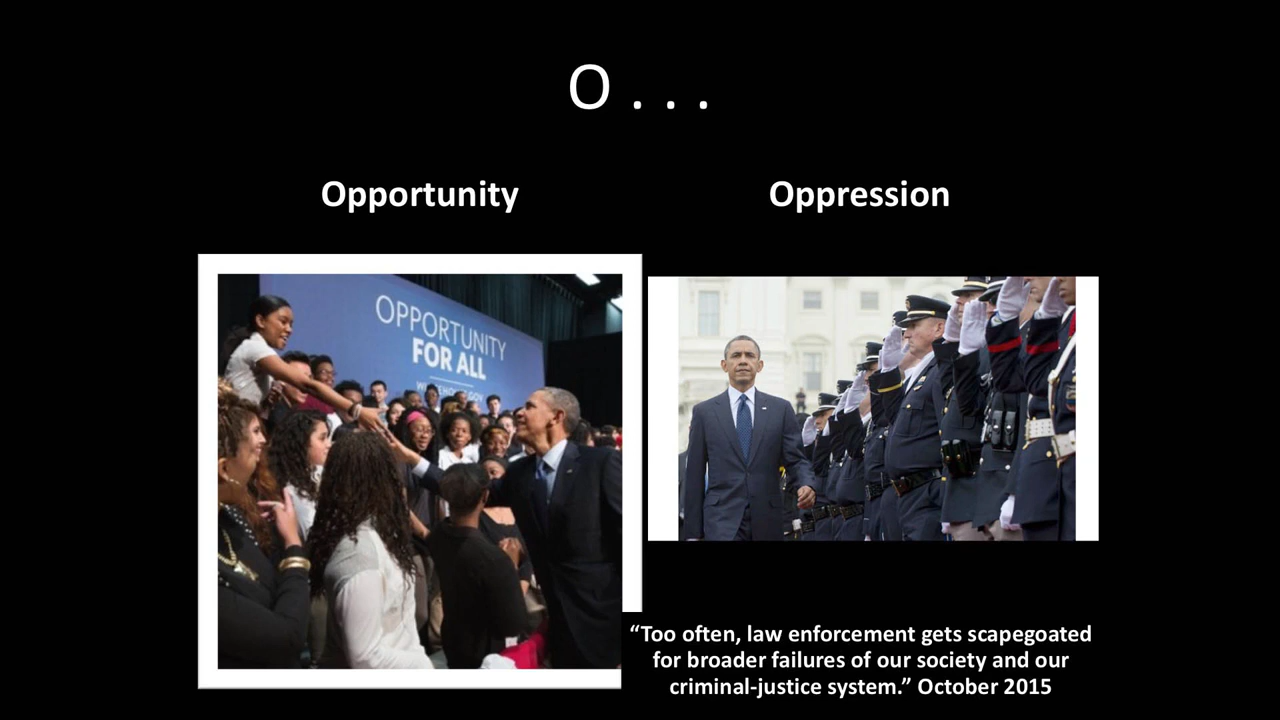 O . . .
Opportunity
Oppression
OPPORTUNITY
FOR ALL
“Too often, law enforcement gets scapegoated
for broader failures of our society and our
criminal-justice system.” October 2015